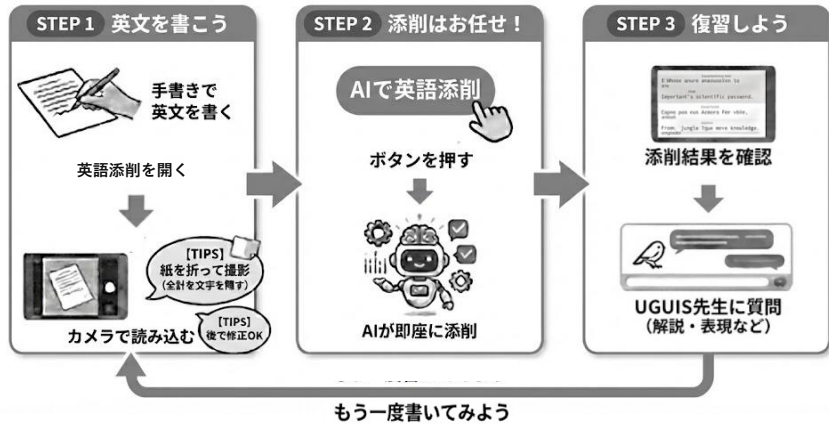 STEP 1 英文を書こう
手書きで
英文を書く
英語添削を開く
【TIPS】
紙を折って撮影
(全計を文字を隠す)
カメラで読み込む
【TIPS】
後で修正OK
STEP 2 添削はお任せ！
AIで英語添削
ボタンを押す
AIが即座に添削
STEP 3 復習しよう
Important's scientific password.
添削結果を確認
UGUIS先生に質問
(解説・表現など)
もう一度書いてみよう